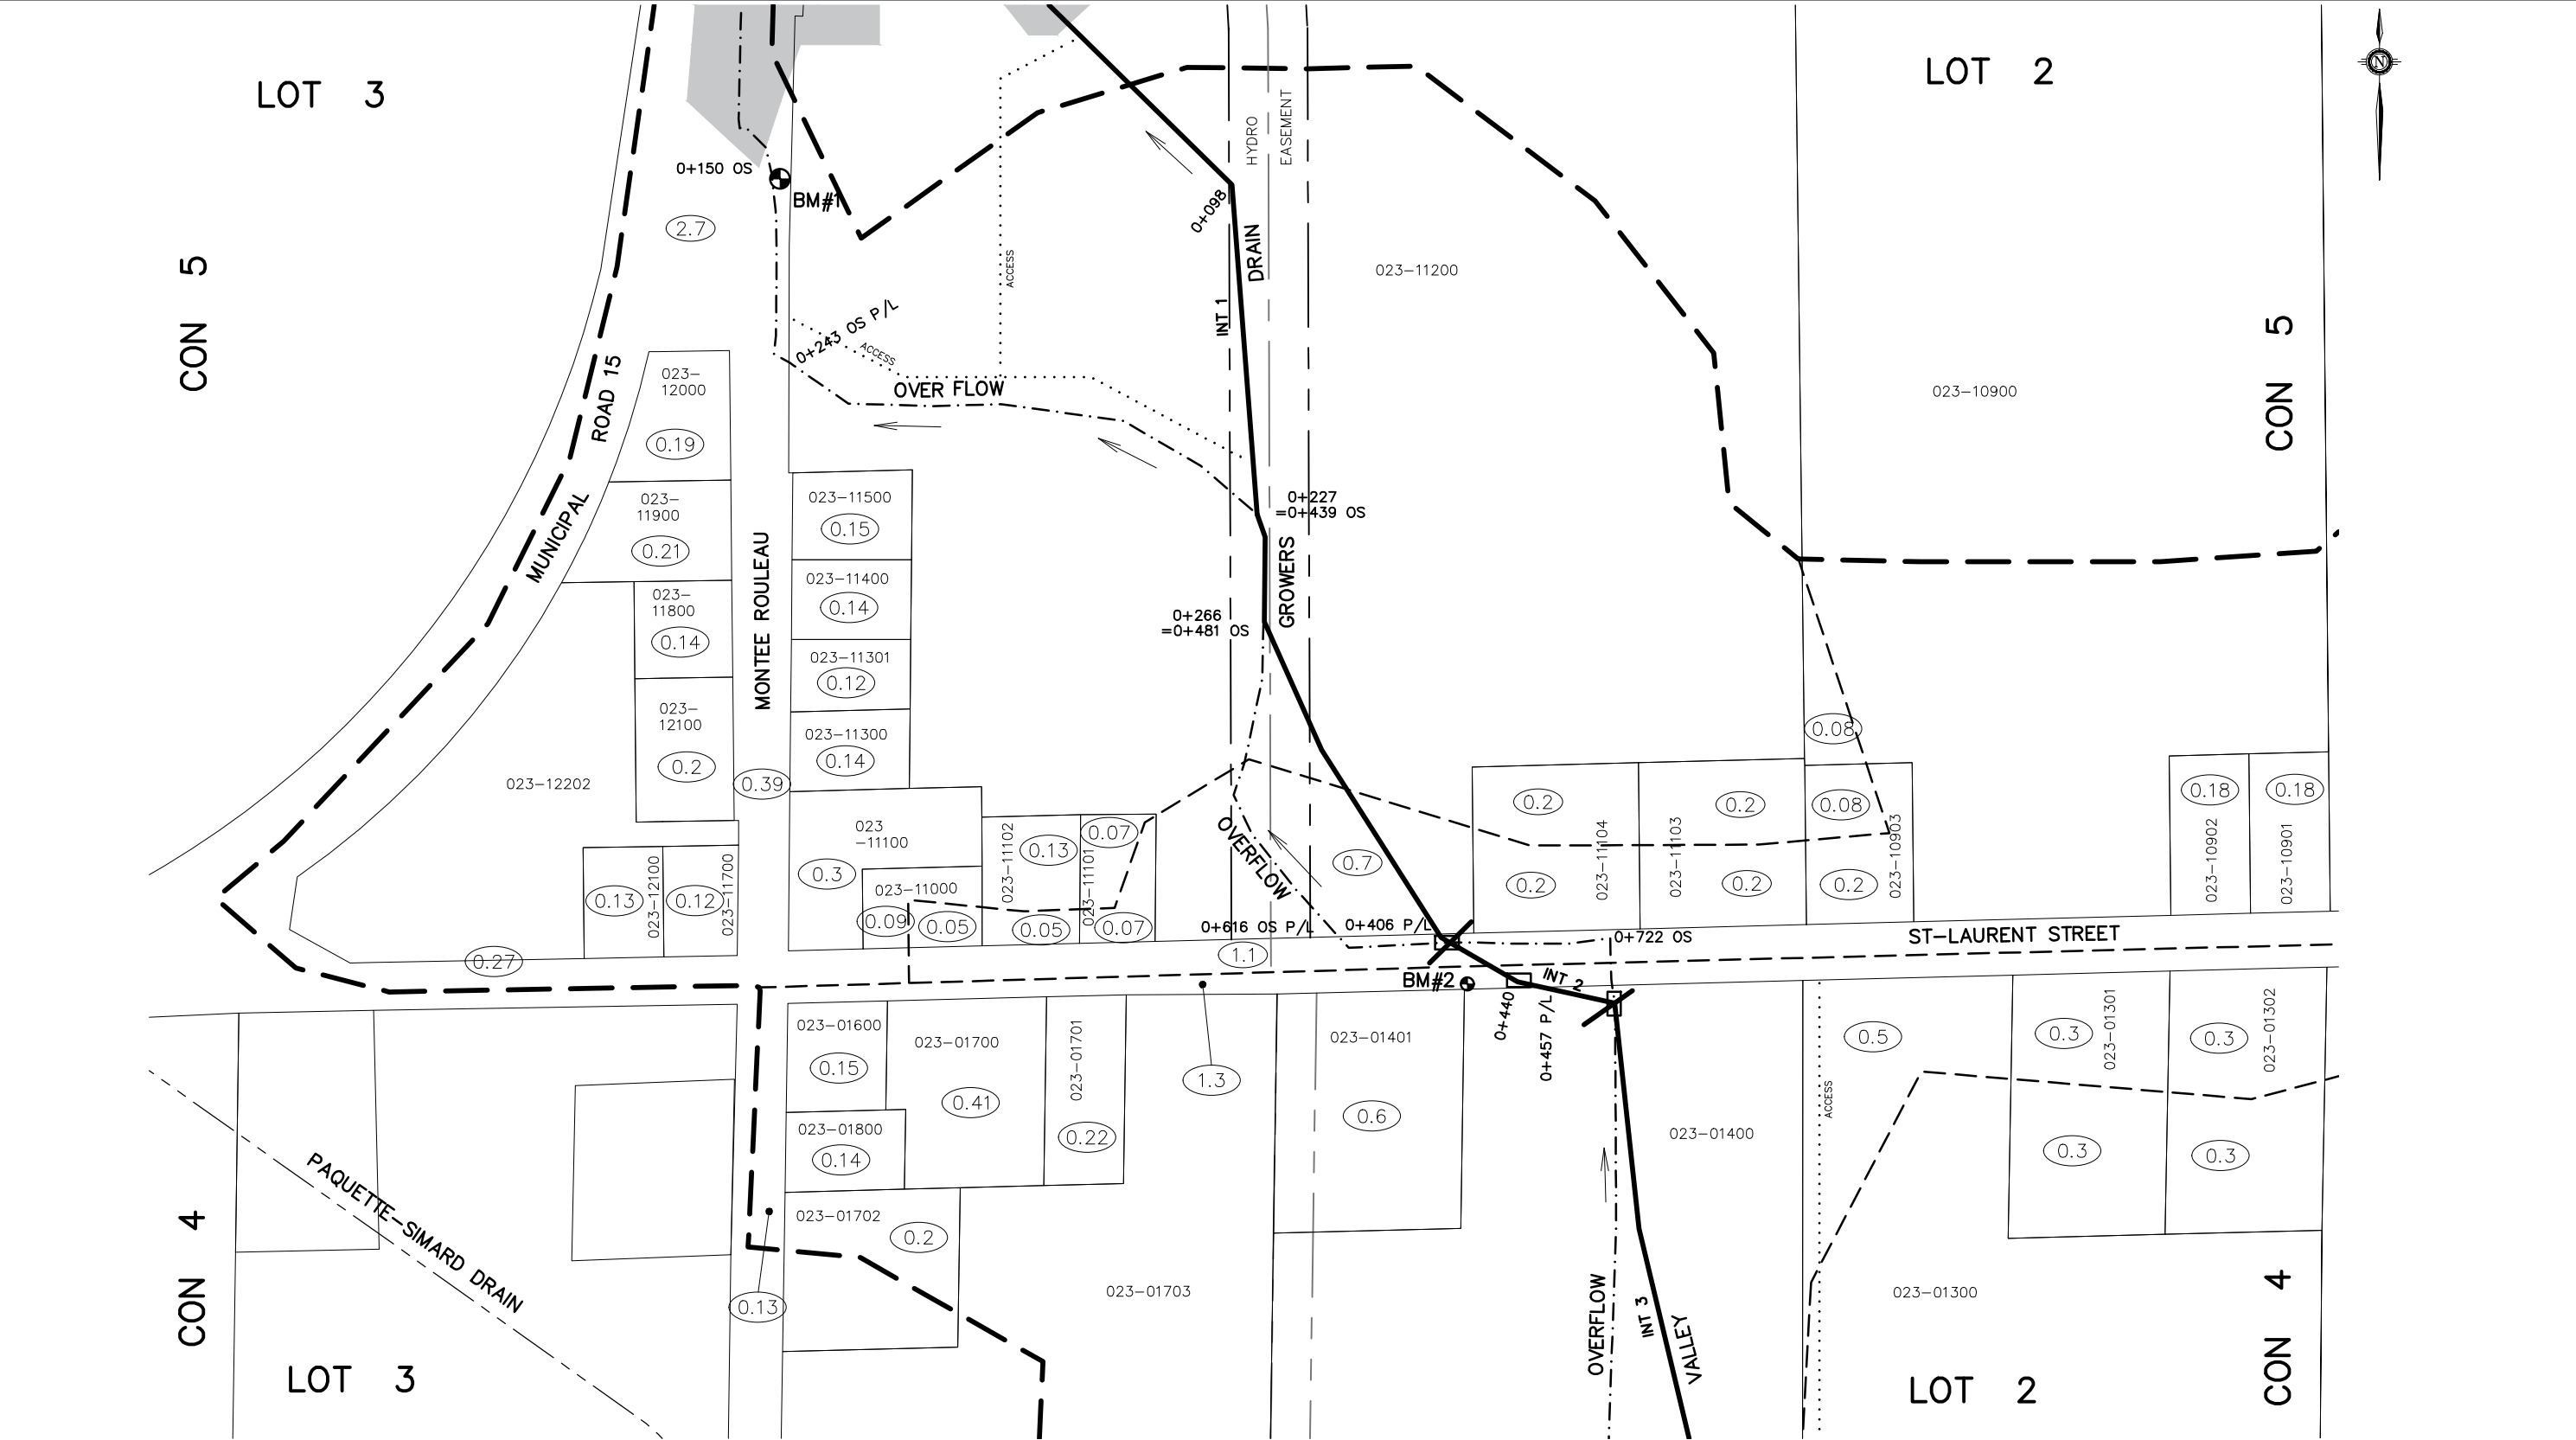 LOT 3
LOT 2
N
HYDRO
EASEMENT
0+150 OS
BM#1
0+098
2.7
DRAIN
ACCESS
023-11200
CON 5
CON 5
INT 1
0+243 OS P/L
ACCESS
ROAD 15
023-
12000
OVER FLOW
023-10900
0.19
023-
11900
023-11500
0+227
=0+439 OS
0.15
MUNICIPAL
0.21
MONTEE ROULEAU
GROWERS
023-11400
023-
11800
0.14
0+266
=0+481 OS
0.14
023-11301
0.12
023-
12100
023-11300
0.08
0.14
0.2
0.39
023-12202
0.18
0.18
0.2
0.2
0.08
023
-11100
0.07
0.13
023-11102
023-11101
OVERFLOW
0.7
023-11104
023-11103
023-10903
023-10902
023-10901
0.3
023-11000
0.2
0.2
0.2
0.13
023-12100
0.12
023-11700
0.09
0.05
0.05
0.07
0+616 OS P/L
0+406 P/L
0+722 OS
ST-LAURENT STREET
0.27
1.1
BM#2
INT 2
0+440
0+457 P/L
023-01600
023-01700
023-01701
023-01401
0.5
0.3
023-01301
0.3
023-01302
0.15
1.3
ACCESS
0.41
0.6
023-01800
0.22
023-01400
0.14
0.3
0.3
PAQUETTE-SIMARD DRAIN
023-01702
0.2
CON 4
023-01703
023-01300
0.13
OVERFLOW
INT 3
VALLEY
CON 4
LOT 3
LOT 2